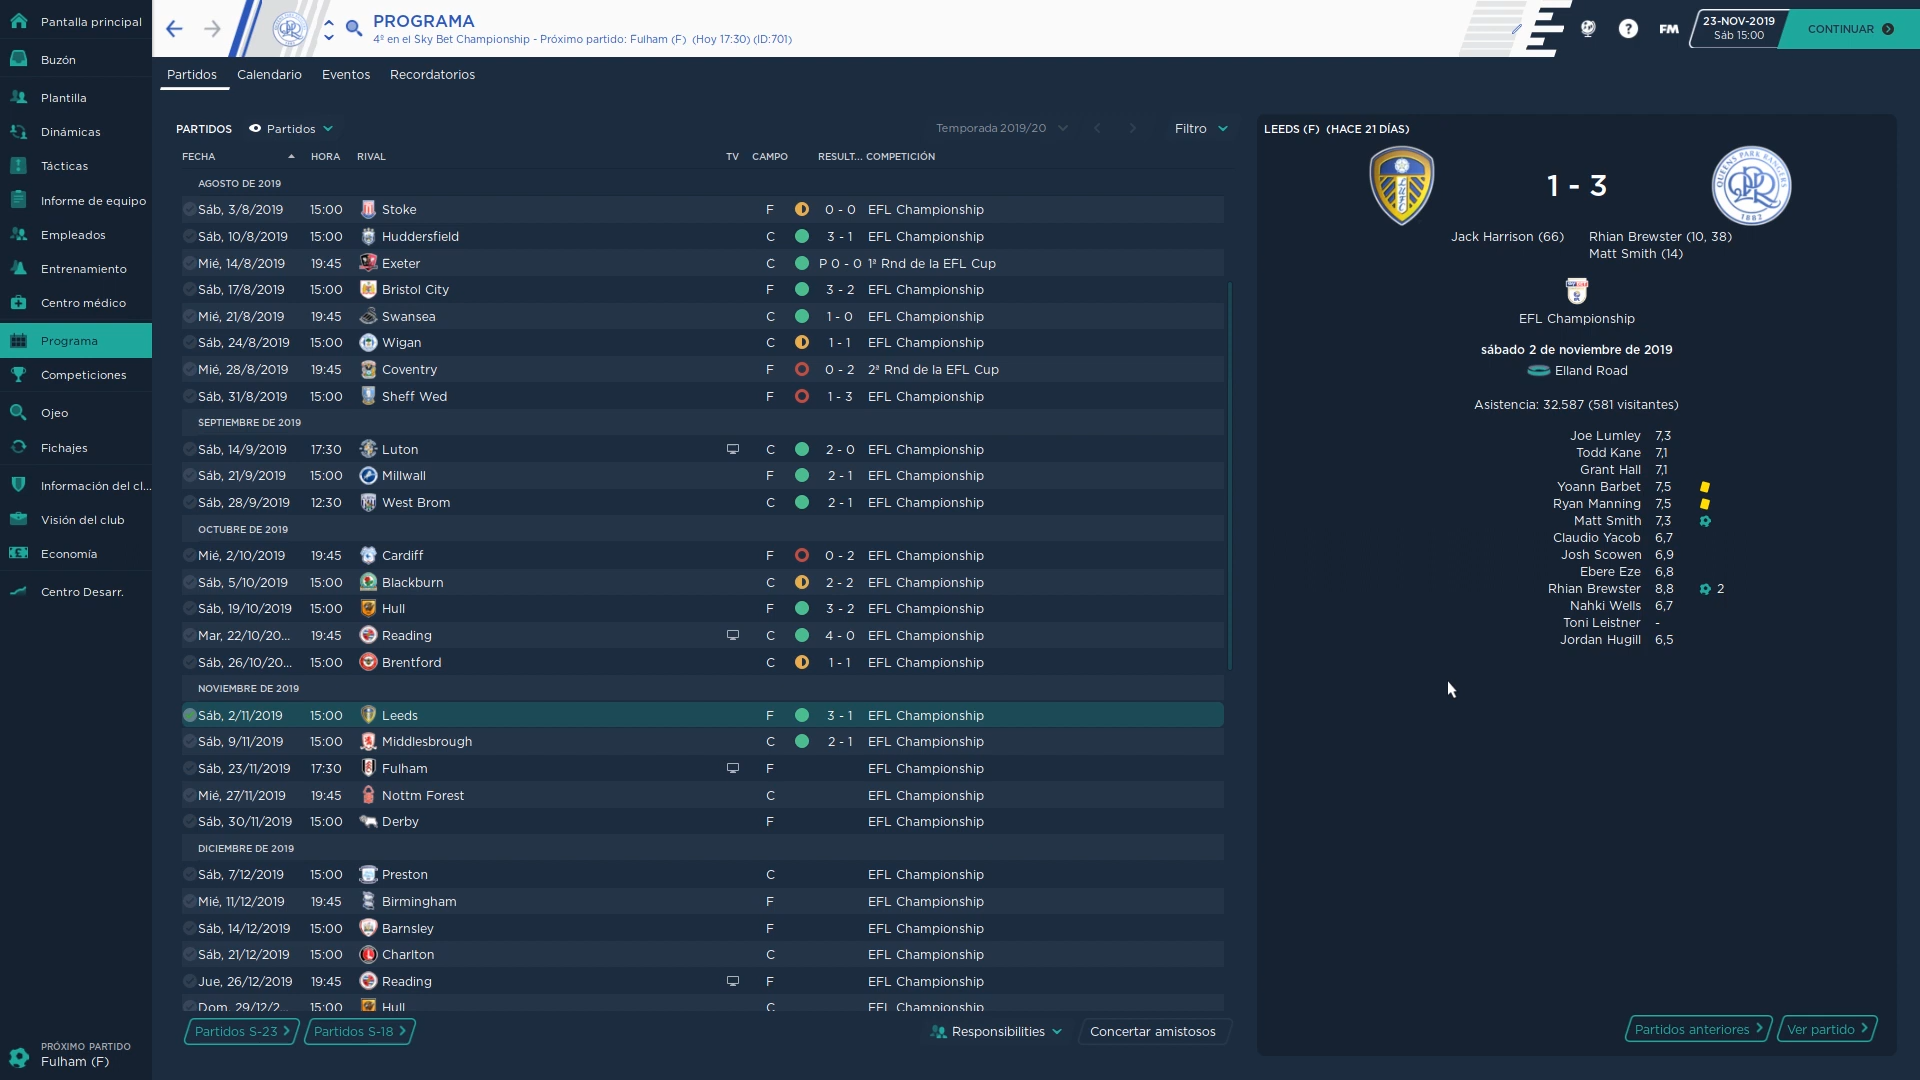 Pantalla principal
Buzón
Plantilla
Dinámicas
Tácticas
Informe de equipo
Empleados
Entrenamiento
Centro médico
Programa
Competiciones
Ojeo
Fichajes
Información del cl...
Visión del club
Economía
Centro Desarr.
PRÓXIMO PARTIDO
Fulham (F)
PROGRAMA
4º en el Sky Bet Championship - Próximo partido: Fulham (F) (Hoy 17:30) (ID:701)
FM
23-NOV-2019
Sáb 15:00
CONTINUAR
Partidos Calendario Eventos Recordatorios
PARTIDOS Partidos Temporada 2019/20 Filtro
FECHA HORA RIVAL TV CAMPO RESULT... COMPETICIÓN
AGOSTO DE 2019
Sáb, 3/8/2019 15:00 Stoke F 0 - 0 EFL Championship
Sáb, 10/8/2019 15:00 Huddersfield C 3 - 1 EFL Championship
Mié, 14/8/2019 19:45 Exeter C P 0 - 0 1ª Rnd de la EFL Cup
Sáb, 17/8/2019 15:00 Bristol City F 3 - 2 EFL Championship
Mié, 21/8/2019 19:45 Swansea C 1 - 0 EFL Championship
Sáb, 24/8/2019 15:00 Wigan C 1 - 1 EFL Championship
Mié, 28/8/2019 19:45 Coventry F 0 - 2 2ª Rnd de la EFL Cup
Sáb, 31/8/2019 15:00 Sheff Wed F 1 - 3 EFL Championship
SEPTIEMBRE DE 2019
Sáb, 14/9/2019 17:30 Luton C 2 - 0 EFL Championship
Sáb, 21/9/2019 15:00 Millwall F 2 - 1 EFL Championship
Sáb, 28/9/2019 12:30 West Brom C 2 - 1 EFL Championship
OCTUBRE DE 2019
Mié, 2/10/2019 19:45 Cardiff F 0 - 2 EFL Championship
Sáb, 5/10/2019 15:00 Blackburn C 2 - 2 EFL Championship
Sáb, 19/10/2019 15:00 Hull F 3 - 2 EFL Championship
Mar, 22/10/20... 19:45 Reading C 4 - 0 EFL Championship
Sáb, 26/10/20... 15:00 Brentford C 1 - 1 EFL Championship
NOVIEMBRE DE 2019
Sáb, 2/11/2019 15:00 Leeds F 3 - 1 EFL Championship
Sáb, 9/11/2019 15:00 Middlesbrough C 2 - 1 EFL Championship
Sáb, 23/11/2019 17:30 Fulham F EFL Championship
Mié, 27/11/2019 19:45 Nottm Forest C EFL Championship
Sáb, 30/11/2019 15:00 Derby F EFL Championship
DICIEMBRE DE 2019
Sáb, 7/12/2019 15:00 Preston C EFL Championship
Mié, 11/12/2019 19:45 Birmingham F EFL Championship
Sáb, 14/12/2019 15:00 Barnsley F EFL Championship
Sáb, 21/12/2019 15:00 Charlton C EFL Championship
Jue, 26/12/2019 19:45 Reading F EFL Championship
Dom, 29/12/2... 15:00 Hull C EFL Championship
Partidos S-23 Partidos S-18 Responsibilities Concertar amistosos
LEEDS (F) (HACE 21 DÍAS)
LUFC
QUEENS PARK RANGERS
QPR
1882
1 - 3
Jack Harrison (66) Rhian Brewster (10, 38)
Matt Smith (14)
EFL Championship
sábado 2 de noviembre de 2019
Elland Road
Asistencia: 32.587 (581 visitantes)
Joe Lumley 7,3
Todd Kane 7,1
Grant Hall 7,1
Yoann Barbet 7,5
Ryan Manning 7,5
Matt Smith 7,3
Claudio Yacob 6,7
Josh Scowen 6,9
Ebere Eze 6,8
Rhian Brewster 8,8 2
Nahki Wells 6,7
Toni Leistner -
Jordan Hugill 6,5
Partidos anteriores Ver partido